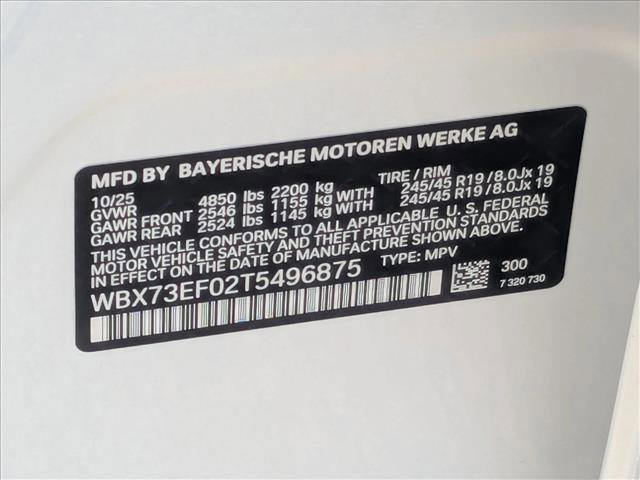 MFD BY BAYERISCHE MOTOREN WERKE AG
10/25 TIRE / RIM
GVWR 4850 lbs 2200 kg
GAWR FRONT 2546 lbs 1155 kg WITH 245/45 R19 / 8.0Jx 19
GAWR REAR 2524 lbs 1145 kg WITH 245/45 R19 / 8.0Jx 19
THIS VEHICLE CONFORMS TO ALL APPLICABLE U. S. FEDERAL
MOTOR VEHICLE SAFETY AND THEFT PREVENTION STANDARDS
IN EFFECT ON THE DATE OF MANUFACTURE SHOWN ABOVE.
WBX73EF02T5496875 TYPE: MPV
300
7 320 730